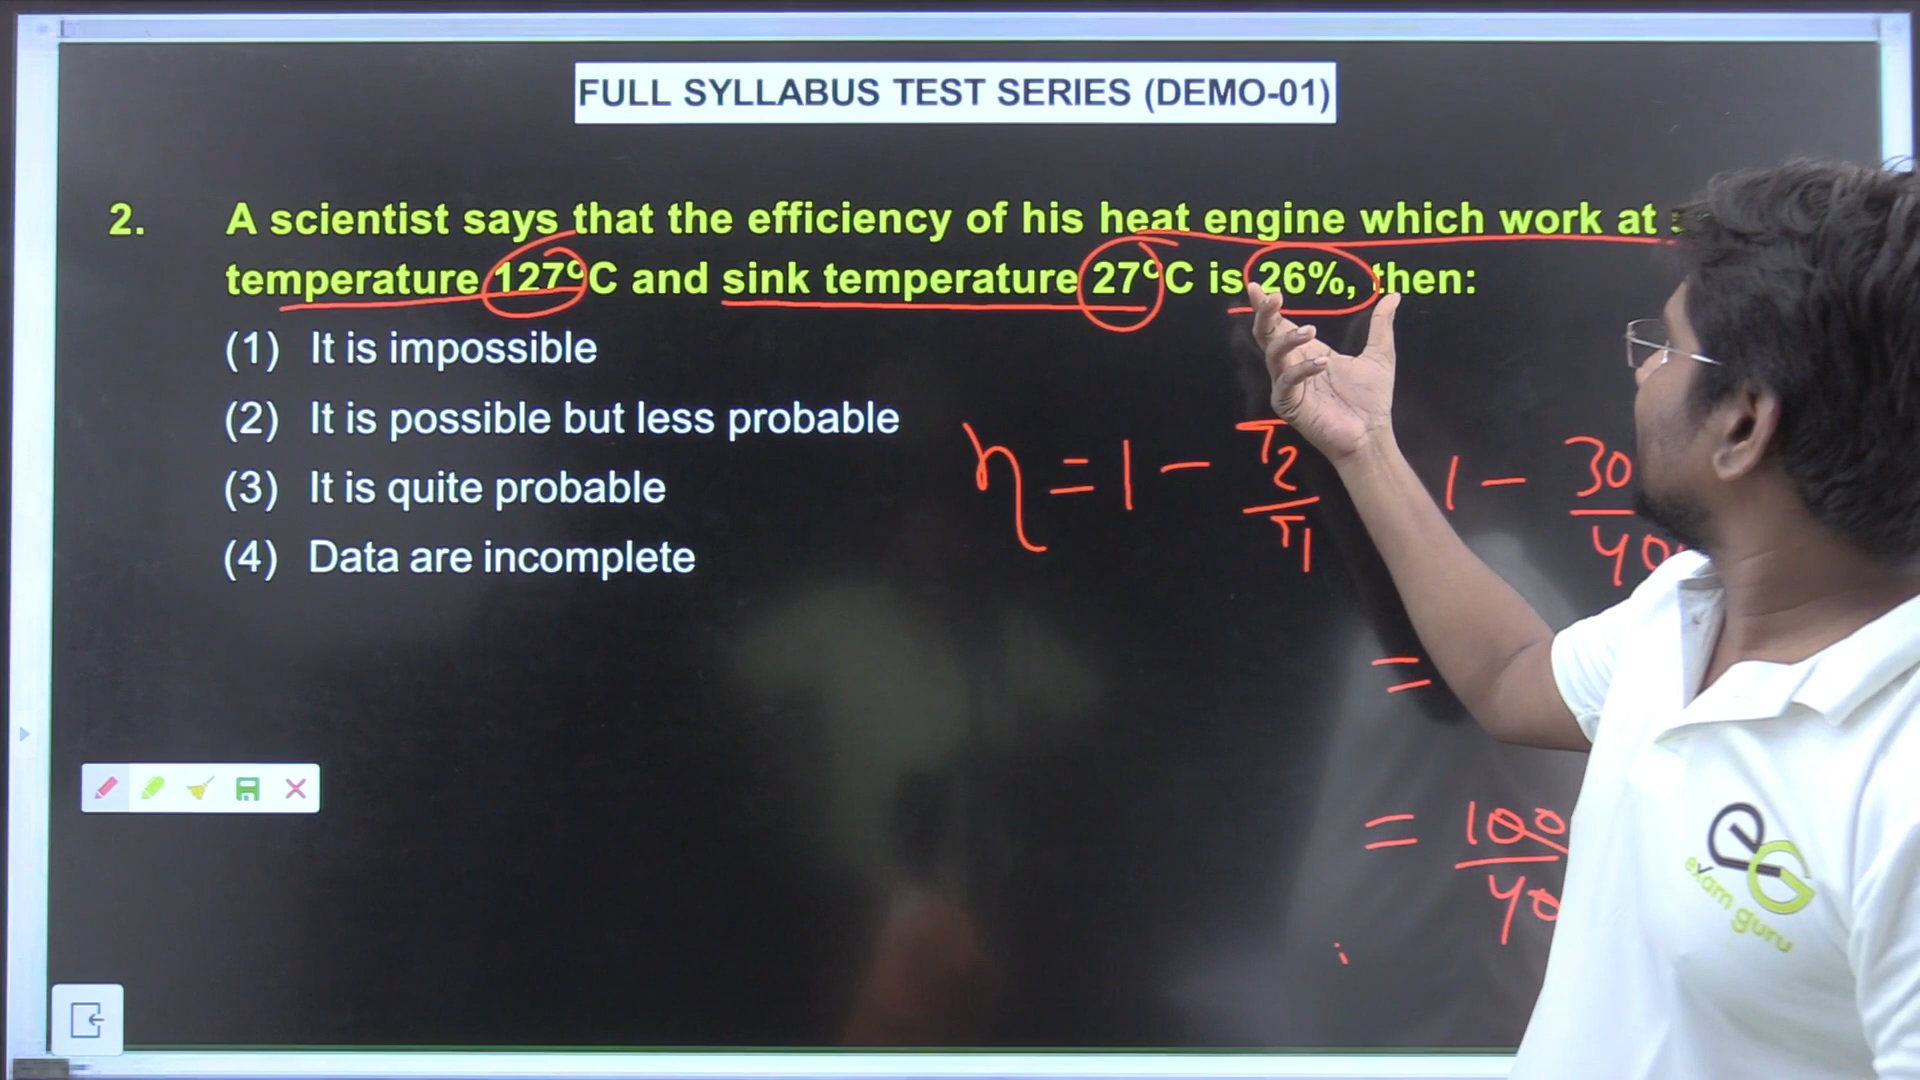 FULL SYLLABUS TEST SERIES (DEMO-01)
2. A scientist says that the efficiency of his heat engine which work at
temperature 127°C and sink temperature 27°C is 26%, then:
(1) It is impossible
(2) It is possible but less probable
(3) It is quite probable
(4) Data are incomplete
η = 1 - T2/T1 1 - 30 / 40
=
= 100 / 40
eG
exam guru